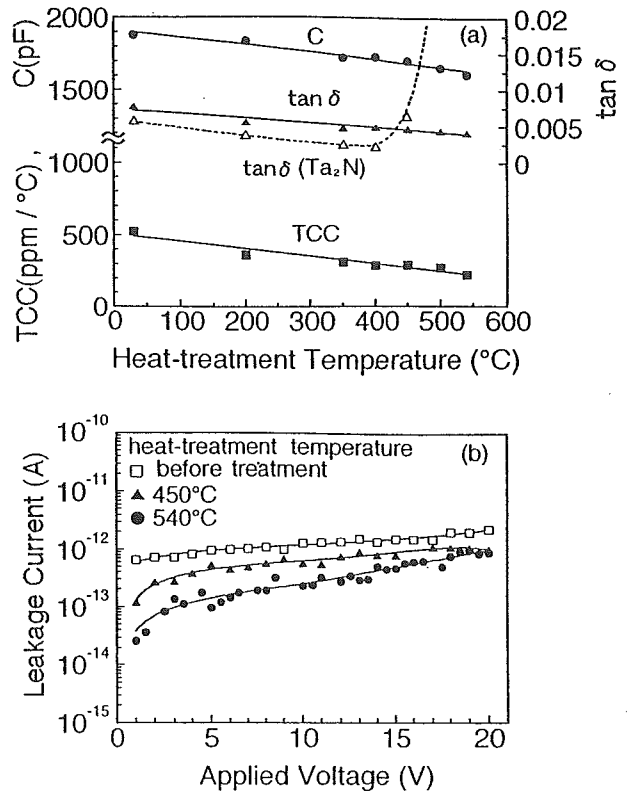 2000
C
(a)
0.02
C(pF)
0.015
tan δ
0.01
tan δ
1500
0.005
tanδ (Ta₂N)
0
TCC(ppm / °C) ,
1000
TCC
500
0
0 100 200 300 400 500 600
Heat-treatment Temperature (°C)
Leakage Current (A)
10⁻¹⁰
heat-treatment temperature
(b)
before treatment
10⁻¹¹
450°C
540°C
10⁻¹²
10⁻¹³
10⁻¹⁴
10⁻¹⁵
0 5 10 15 20
Applied Voltage (V)